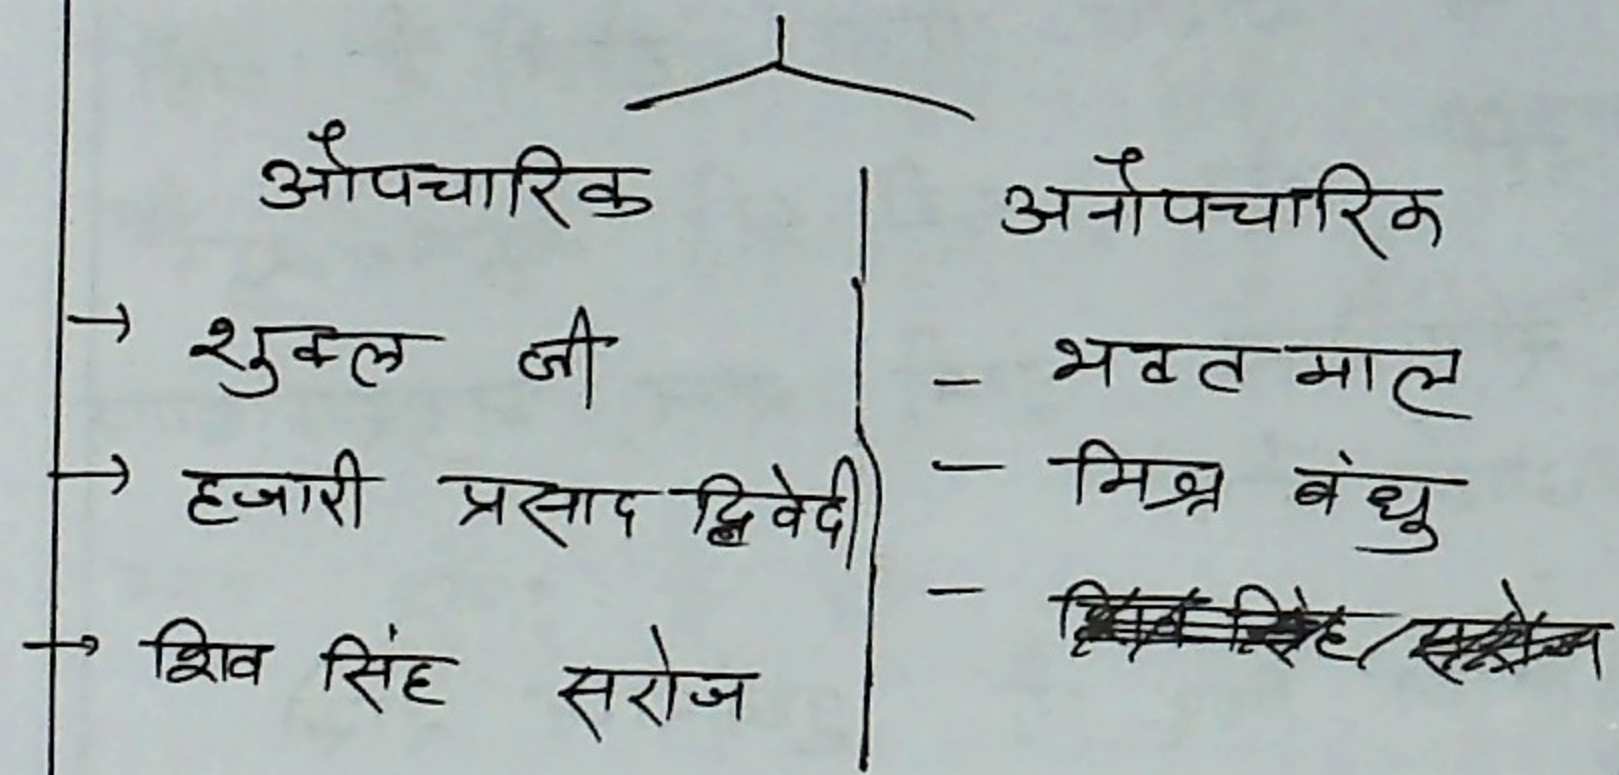 औपचारिक
अनौपचारिक
→ शुक्ल जी
→ हजारी प्रसाद द्विवेदी
→ शिव सिंह सरोज
- भक्त माल
- मिश्र बंधु
-